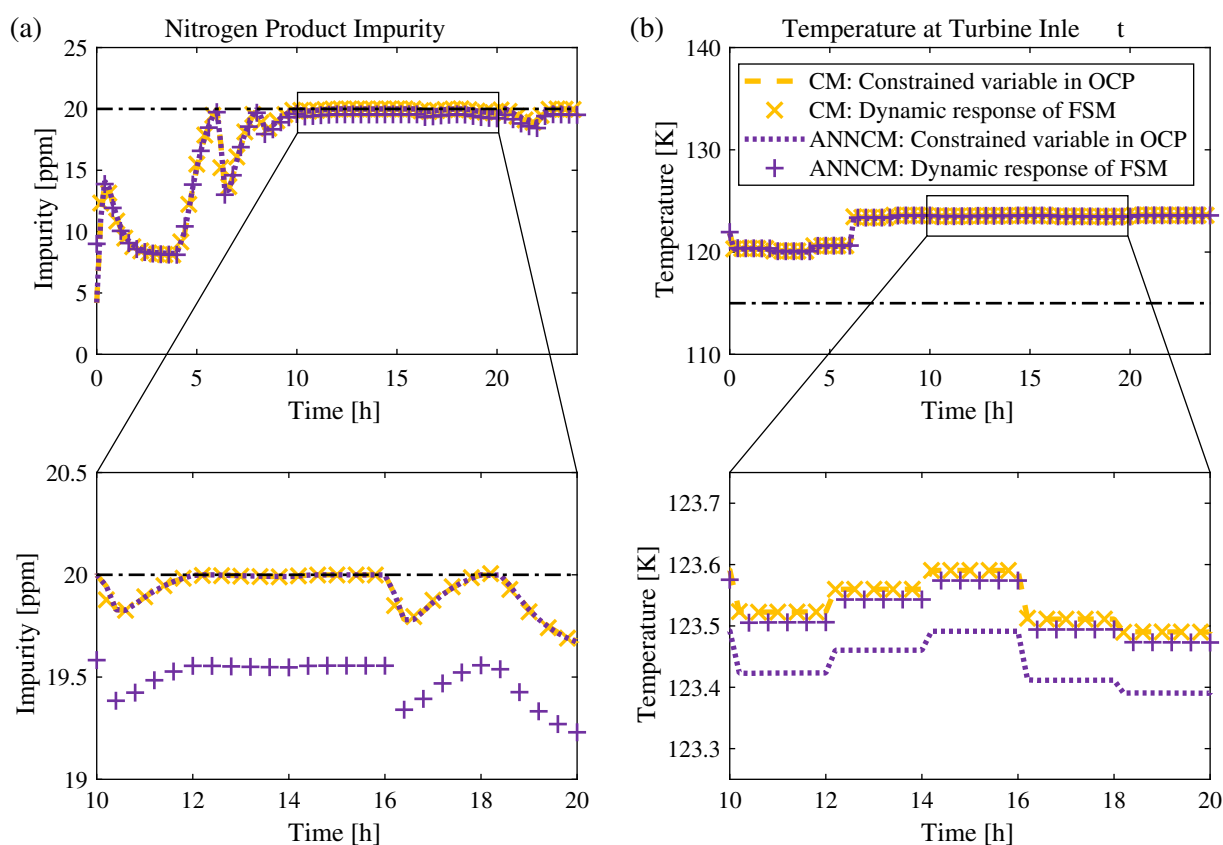 (a)
Nitrogen Product Impurity
25
20
15
10
5
0
Impurity [ppm]
0 5 10 15 20
Time [h]
(b)
Temperature at Turbine Inle t
140
130
120
110
Temperature [K]
CM: Constrained variable in OCP
CM: Dynamic response of FSM
ANNCM: Constrained variable in OCP
ANNCM: Dynamic response of FSM
0 5 10 15 20
Time [h]
20.5
20
19.5
19
Impurity [ppm]
10 12 14 16 18 20
Time [h]
123.7
123.6
123.5
123.4
123.3
Temperature [K]
10 12 14 16 18 20
Time [h]